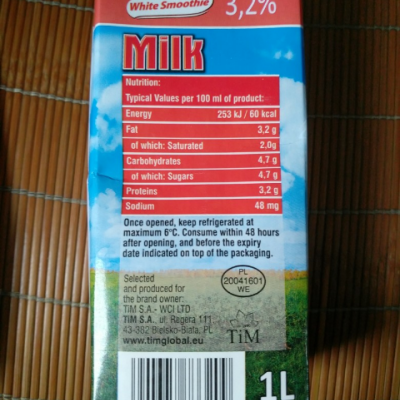 White Smoothie
3,2%
Milk
Nutrition:
Typical Values per 100 ml of product:
Energy 253 kJ / 60 kcal
Fat 3,2 g
of which: Saturated 2,0g
Carbohydrates 4,7 g
of which: Sugars 4,7 g
Proteins 3,2 g
Sodium 48 mg
Once opened, keep refrigerated at
maximum 6°C. Consume within 48 hours
after opening, and before the expiry
date indicated on top of the packaging.
Selected
and produced for
the brand owner:
TiM S.A.- WCI LTD
TiM S.A., ul. Regera 111
43-382 Bielsko-Biała, PL
www.timglobal.eu
PL
20041601
WE
TiM
1L